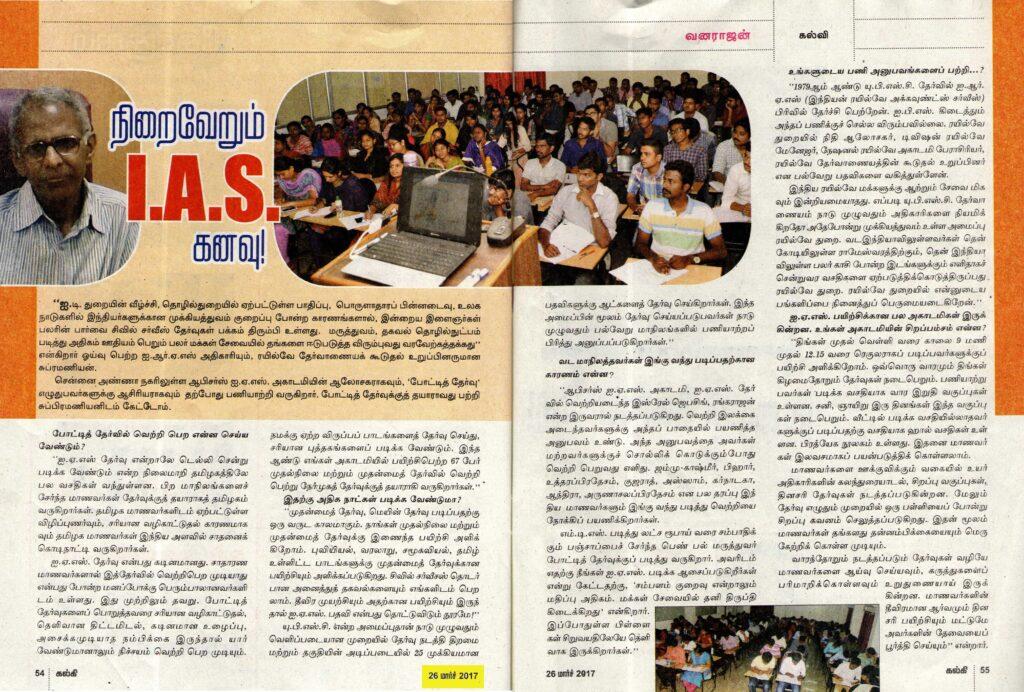 வனராஜன்
கல்வி
நிறைவேறும்
I.A.S.
கனவு!
"ஐ.டி. துறையின் வீழ்ச்சி, தொழில்துறையில் ஏற்பட்டுள்ள பாதிப்பு, பொருளாதாரப் பின்னடைவு, உலக
நாடுகளில் இந்தியர்களுக்கான முக்கியத்துவம் குறைப்பு போன்ற காரணங்களால், இன்றைய இளைஞர்கள்
பலரின் பார்வை சிவில் சர்வீஸ் தேர்வுகள் பக்கம் திரும்பி உள்ளது. மருத்துவம், தகவல் தொழில்நுட்பம்
படித்து அதிகம் ஊதியம் பெறும் பலர் மக்கள் சேவையில் தங்களை ஈடுபடுத்த விரும்புவது வரவேற்கத்தக்கது"
என்கிறார் ஓய்வு பெற்ற ஐ.ஆர்.ஏ.எஸ் அதிகாரியும், ரயில்வே தேர்வாணையக் கூடுதல் உறுப்பினருமான
சுப்ரமணியன்.
சென்னை அண்ணா நகரிலுள்ள ஆபிசர்ஸ் ஐ.ஏ.எஸ். அகாடமியின் ஆலோசகராகவும், 'போட்டித் தேர்வு'
எழுதுபவர்களுக்கு ஆசிரியராகவும் தற்போது பணியாற்றி வருகிறார். போட்டித் தேர்வுக்குத் தயாராவது பற்றி
சுப்பிரமணியனிடம் கேட்டோம்.
போட்டித் தேர்வில் வெற்றி பெற என்ன செய்ய
வேண்டும்?
"ஐ.ஏ.எஸ் தேர்வு என்றாலே டெல்லி சென்று
படிக்க வேண்டும் என்ற நிலைமாறி தமிழகத்திலே
பல வசதிகள் வந்துள்ளன. பிற மாநிலங்களைச்
சேர்ந்த மாணவர்கள் தேர்வுக்குத் தயாராகத் தமிழகம்
வருகிறார்கள். தமிழக மாணவர்களிடம் ஏற்பட்டுள்ள
விழிப்புணர்வும், சரியான வழிகாட்டுதல் காரணமாக
வும் தமிழக மாணவர்கள் இந்திய அளவில் சாதனைக்
கொடிநாட்டி வருகிறார்கள்.
ஐ.ஏ.எஸ். தேர்வு என்பது கடினமானது. சாதாரண
மாணவர்களால் இத்தேர்வில் வெற்றிபெற முடியாது
என்பது போன்ற மனப்போக்கு பெரும்பாலானவர்களி
டம் உள்ளது. இது முற்றிலும் தவறு. போட்டித்
தேர்வுகளைப் பொறுத்தவரை சரியான வழிகாட்டுதல்,
தெளிவான திட்டமிடல், கடினமான உழைப்பு,
அசைக்கமுடியாத நம்பிக்கை இருந்தால் யார்
வேண்டுமானாலும் நிச்சயம் வெற்றி பெற முடியும்.
நமக்கு ஏற்ற விருப்பப் பாடங்களைத் தேர்வு செய்து,
சரியான புத்தகங்களைப் படிக்க வேண்டும். இந்த
ஆண்டு எங்கள் அகாடமியில் பயிற்சிபெற்ற 67 பேர்
முதல்நிலை மற்றும் முதன்மைத் தேர்வில் வெற்றி
பெற்று நேர்முகத் தேர்வுக்குத் தயாராகி வருகிறார்கள்."
இதற்கு அதிக நாட்கள் படிக்க வேண்டுமா?
"முதன்மைத் தேர்வு, மெயின் தேர்வு படிப்பதற்கு
ஒரு வருட காலமாகும். நாங்கள் முதல்நிலை மற்றும்
முதன்மைத் தேர்வுக்கு இணைந்த பயிற்சி அளிக்
கிறோம். புவியியல், வரலாறு, சமூகவியல், தமிழ்
உள்ளிட்ட பாடங்களுக்கு முதன்மைத் தேர்வுக்கான
பயிற்சியும் அளிக்கப்படுகிறது. சிவில் சர்வீஸ் தொடர்
பான அனைத்துத் தகவல்களையும் எங்களிடம் பெற
லாம். தீவிர முயற்சியும் அதற்கான பயிற்சியும் இருந்
தால் ஐ.ஏ.எஸ். பதவி என்பது தொட்டுவிடும் தூரமே!"
யு.பி.எஸ்.சி. என்ற அமைப்புதான் நாடு முழுவதும்
வெளிப்படையான முறையில் தேர்வு நடத்தி திறமை
மற்றும் தகுதியின் அடிப்படையில் 25 முக்கியமான
54 கல்கி
26 மார்ச் 2017
பதவிகளுக்கு ஆட்களைத் தேர்வு செய்கிறார்கள். இந்த
அமைப்பின் மூலம் தேர்வு செய்யப்படுபவர்கள் நாடு
முழுவதும் பல்வேறு மாநிலங்களில் பணியாற்றப்
பிரித்து அனுப்பப்படுவார்கள்."
வட மாநிலத்தவர்கள் இங்கு வந்து படிப்பதற்கான
காரணம் என்ன?
"ஆபிசர்ஸ் ஐ.ஏ.எஸ். அகாடமி, ஐ.ஏ.எஸ். தேர்
வில் வெற்றியடைந்த இஸ்ரேல் ஜெபசிங், ரங்கராஜன்
என்ற இருவரால் நடத்தப்படுகிறது. வெற்றி இலக்கை
அடைந்தவர்களுக்கு அந்தப் பாதையில் பயணித்த
அனுபவம் உண்டு. அந்த அனுபவத்தை அவர்கள்
மற்றவர்களுக்குச் சொல்லிக் கொடுக்கும்போது
வெற்றி பெறுவது எளிது. ஜம்மு-காஷ்மீர், பிஹார்,
உத்தரப்பிரதேசம், குஜராத், அஸ்ஸாம், கர்நாடகா,
ஆந்திரா, அருணாசலப்பிரதேசம் என பல தரப்பு இந்
திய மாணவர்களும் இங்கு வந்து படித்து வெற்றியை
நோக்கிப் பயணிக்கிறார்கள்.
எம்.டி.எஸ். படித்து லட்ச ரூபாய் வரை சம்பாதிக்
கும் பஞ்சாப்பைச் சேர்ந்த பெண் பல் மருத்துவர்
போட்டித் தேர்வுக்குப் படித்து வருகிறார். அவரிடம்
எதற்கு நீங்கள் ஐ.ஏ.எஸ். படிக்க ஆசைப்படுகிறீர்கள்
என்று கேட்டதற்கு, 'சம்பளம் குறைவு என்றாலும்
மதிப்பு அதிகம். மக்கள் சேவையில் தனி திருப்தி
கிடைக்கிறது' என்கிறார்.
இப்போதுள்ள பிள்ளை
கள் சிறுவயதிலேயே தெளி
வாக இருக்கிறார்கள்."
உங்களுடைய பணி அனுபவங்களைப் பற்றி...?
"1979ஆம் ஆண்டு யு.பி.எஸ்.சி. தேர்வில் ஐ.ஆர்.
ஏ.எஸ் (இந்தியன் ரயில்வே அக்கவுண்ட்ஸ் சர்வீஸ்)
பிரிவில் தேர்ச்சி பெற்றேன். ஐ.பி.எஸ். கிடைத்தும்
அந்தப் பணிக்குச் செல்ல விரும்பவில்லை. ரயில்வே
துறையில் நிதி ஆலோசகர், டிவிஷன் ரயில்வே
மேனேஜர், நேஷனல் ரயில்வே அகாடமி பேராசிரியர்,
ரயில்வே தேர்வாணையத்தின் கூடுதல் உறுப்பினர்
என பல்வேறு பதவிகளை வகித்துள்ளேன்.
இந்திய ரயில்வே மக்களுக்கு ஆற்றும் சேவை மிக
வும் இன்றியமையாதது. எப்படி யு.பி.எஸ்.சி. தேர்வா
ணையம் நாடு முழுவதும் அதிகாரிகளை நியமிக்
கிறதோ அதேபோன்று முக்கியத்துவம் உள்ள அமைப்பு
ரயில்வே துறை. வடஇந்தியாவிலுள்ளவர்கள் தென்
கோடியிலுள்ள ராமேஸ்வரத்திற்கும், தென் இந்தியா
விலுள்ள பலர் காசி போன்ற இடங்களுக்கும் எளிதாகச்
சென்றுவர வசதிகளை ஏற்படுத்திக்கொடுத்திருப்பது
ரயில்வே துறை. ரயில்வே துறையில் என்னுடைய
பங்களிப்பை நினைத்துப் பெருமையடைகிறேன்."
ஐ.ஏ.எஸ். பயிற்சிக்கான பல அகாடமிகள் இருக்
கின்றன. உங்கள் அகாடமியின் சிறப்பம்சம் என்ன?
"திங்கள் முதல் வெள்ளி வரை காலை 9 மணி
முதல் 12.15 வரை ரெகுலராகப் படிப்பவர்களுக்குப்
பயிற்சி அளிக்கிறோம். ஒவ்வொரு வாரமும் திங்கள்
கிழமைதோறும் தேர்வுகள் நடைபெறும். பணியாற்று
பவர்கள் படிக்க வசதியாக வார இறுதி வகுப்புகள்
உள்ளன. சனி, ஞாயிறு இரு தினங்கள் இந்த வகுப்பு
கள் நடைபெறும். வீட்டில் படிக்க வசதியில்லாதவர்
களுக்குப் படிப்பதற்கு வசதியாக ஹால் வசதிகள் உள்
ளன. பிரத்யேக நூலகம் உள்ளது. இதனை மாணவர்
கள் இலவசமாகப் பயன்படுத்திக் கொள்ளலாம்.
மாணவர்களை ஊக்குவிக்கும் வகையில் உயர்
அதிகாரிகளின் கலந்துரையாடல், சிறப்பு வகுப்புகள்,
தினசரி தேர்வுகள் நடத்தப்படுகின்றன. மேலும்
தேர்வு எழுதும் முறையில் ஒரு பள்ளியைப் போன்று
சிறப்பு கவனம் செலுத்தப்படுகிறது. இதன் மூலம்
மாணவர்கள் தங்களது தன்னம்பிக்கையையும் மெரு
கேற்றிக் கொள்ள முடியும்.
வாரந்தோறும் நடத்தப்படும் தேர்வுகள் வழியே
மாணவர்களை ஆய்வு செய்யவும், கருத்துகளைப்
பரிமாறிக்கொள்ளவும் உறுதுணையாய் இருக்
கின்றன. மாணவர்களின்
தீவிரமான ஆர்வமும் தின
சரி பயிற்சியும் மட்டுமே
அவர்களின் தேவையைப்
பூர்த்தி செய்யும்" என்றார்.
26 மார்ச் 2017
கல்கி 55